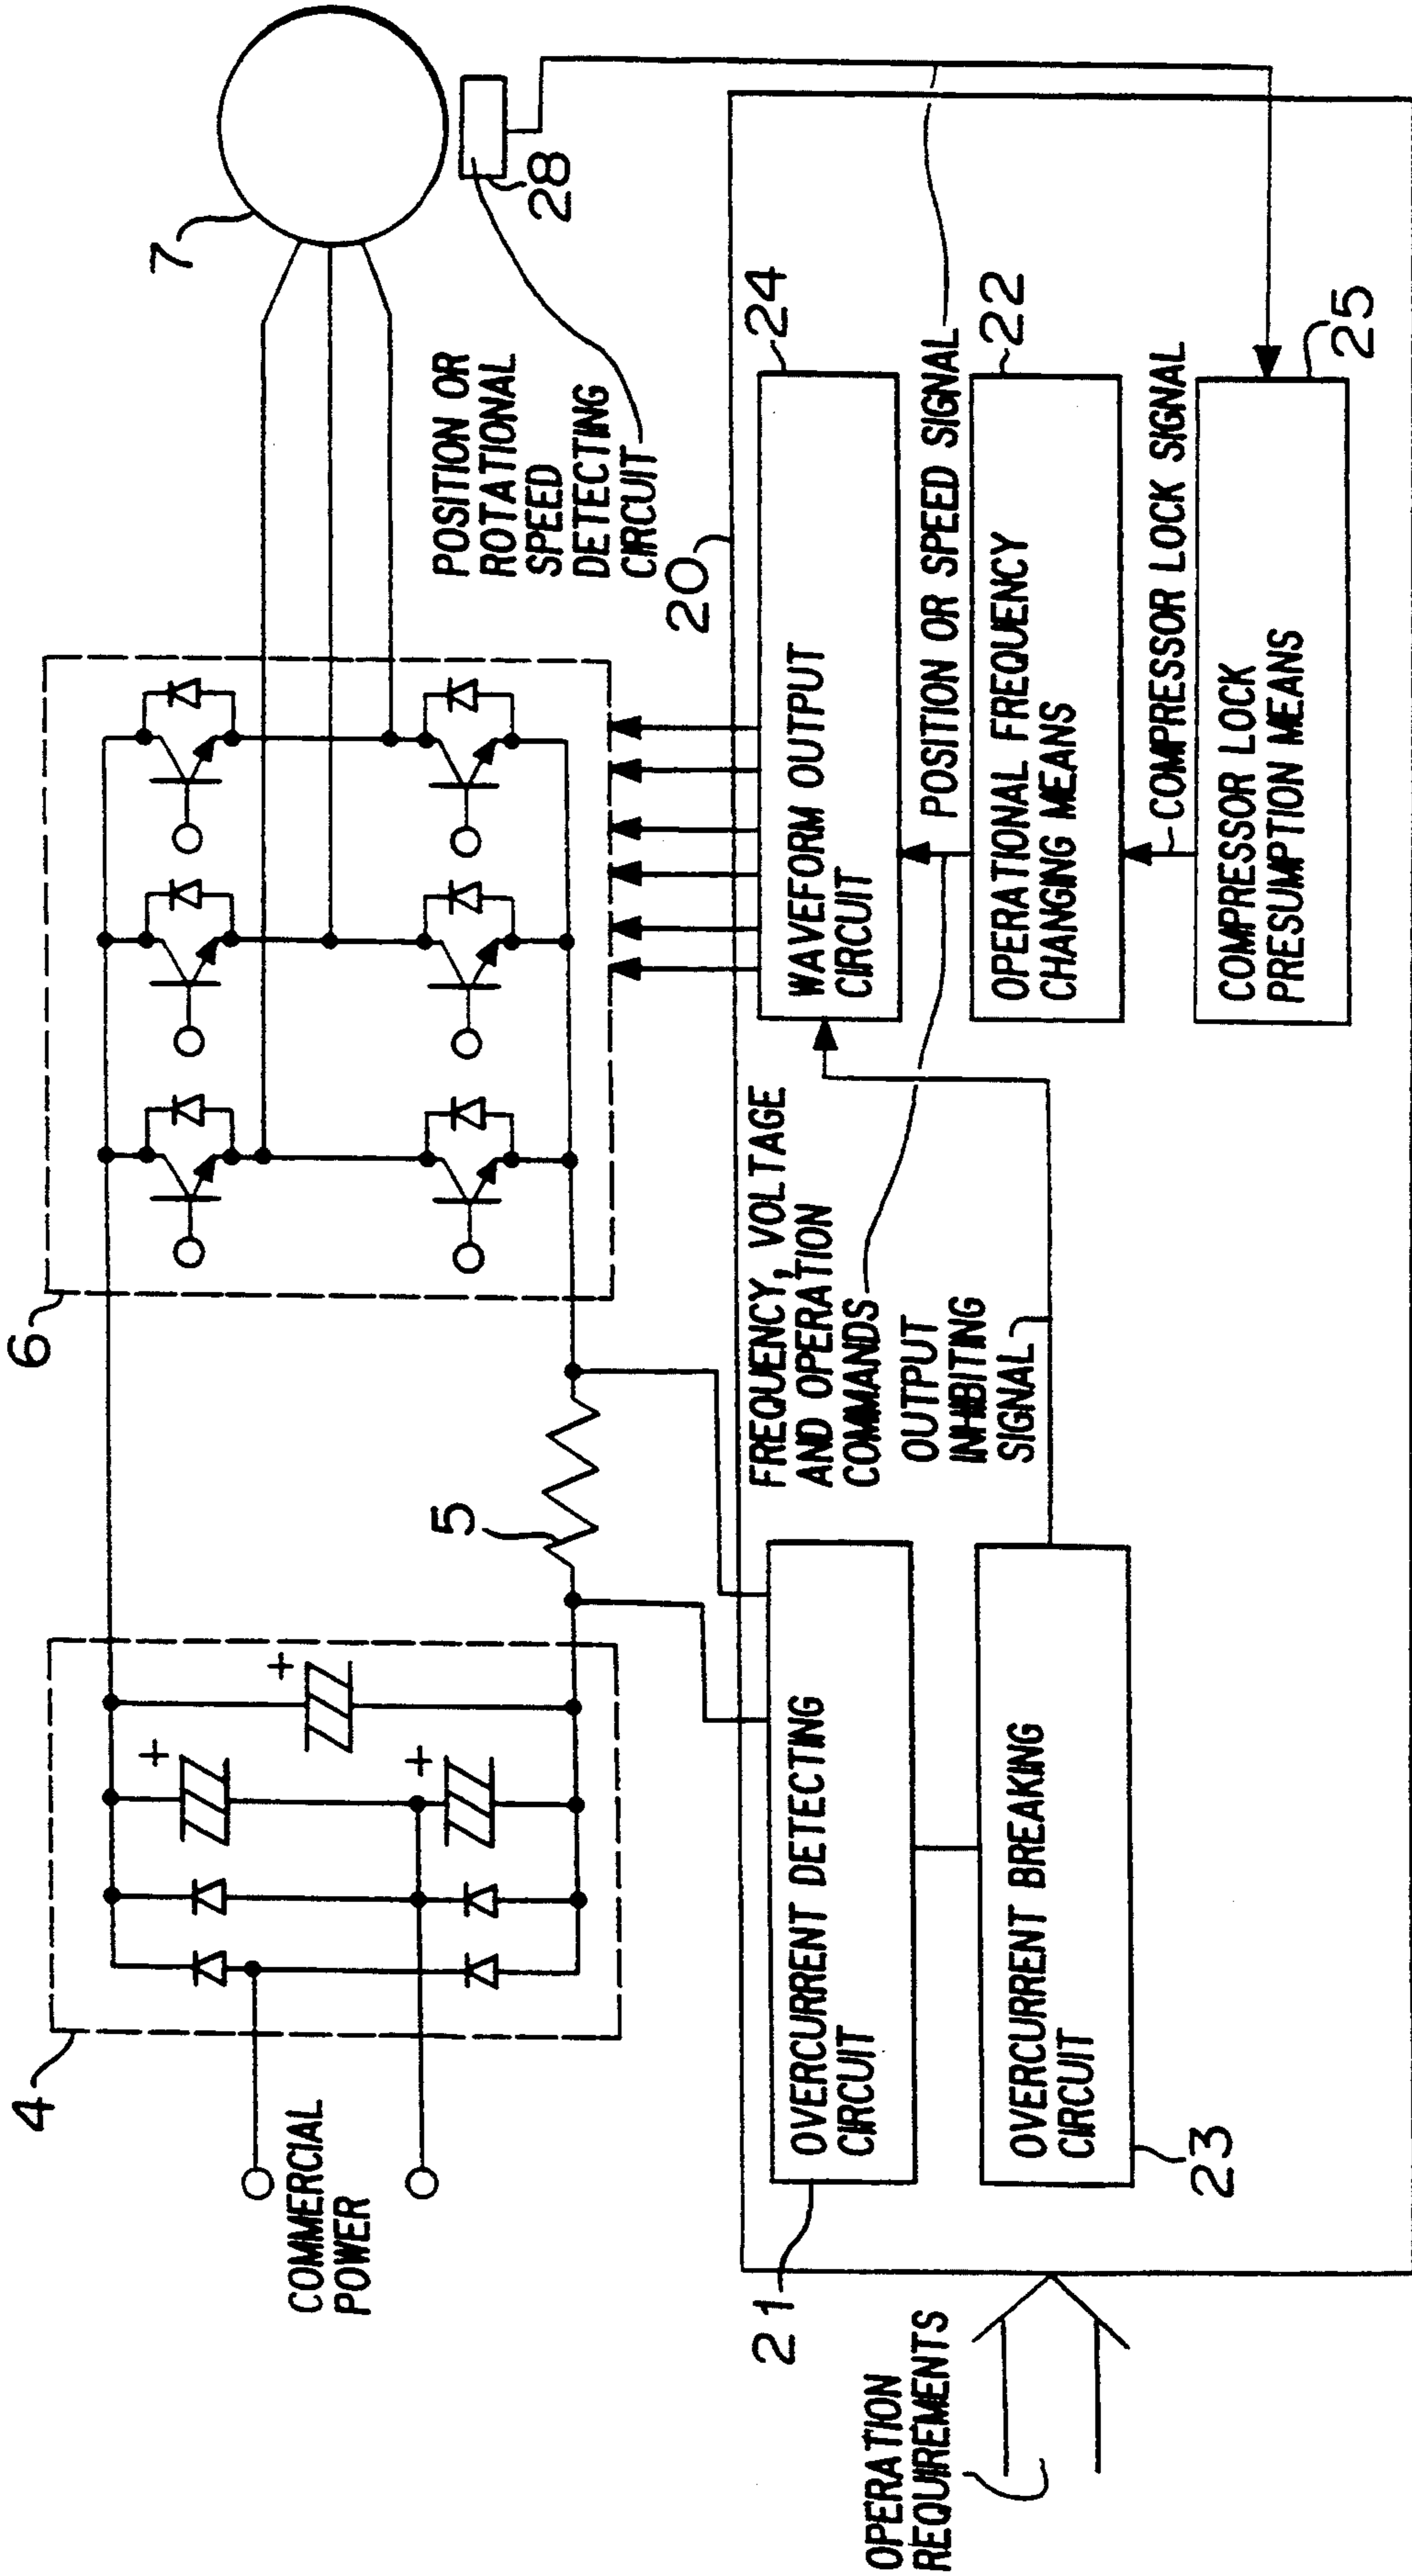 4
COMMERCIAL
POWER
+
+
+
5
6
7
POSITION OR
ROTATIONAL
SPEED
DETECTING
CIRCUIT
28
20
OPERATION
REQUIREMENTS
21
OVERCURRENT DETECTING
CIRCUIT
OVERCURRENT BREAKING
CIRCUIT
23
FREQUENCY, VOLTAGE
AND OPERATION
COMMANDS
OUTPUT
INHIBITING
SIGNAL
WAVEFORM OUTPUT
CIRCUIT
24
POSITION OR SPEED SIGNAL
OPERATIONAL FREQUENCY
CHANGING MEANS
22
COMPRESSOR LOCK SIGNAL
COMPRESSOR LOCK
PRESUMPTION MEANS
25